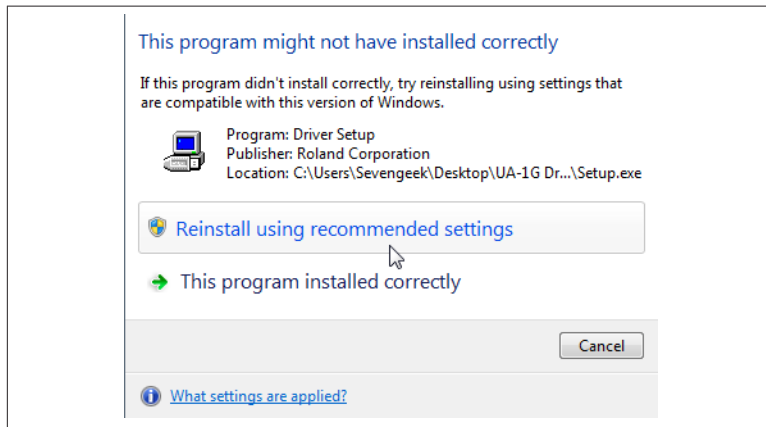 This program might not have installed correctly
If this program didn't install correctly, try reinstalling using settings that
are compatible with this version of Windows.
Program: Driver Setup
Publisher: Roland Corporation
Location: C:\Users\Sevengeek\Desktop\UA-1G Dr...\Setup.exe
Reinstall using recommended settings
This program installed correctly
Cancel
What settings are applied?